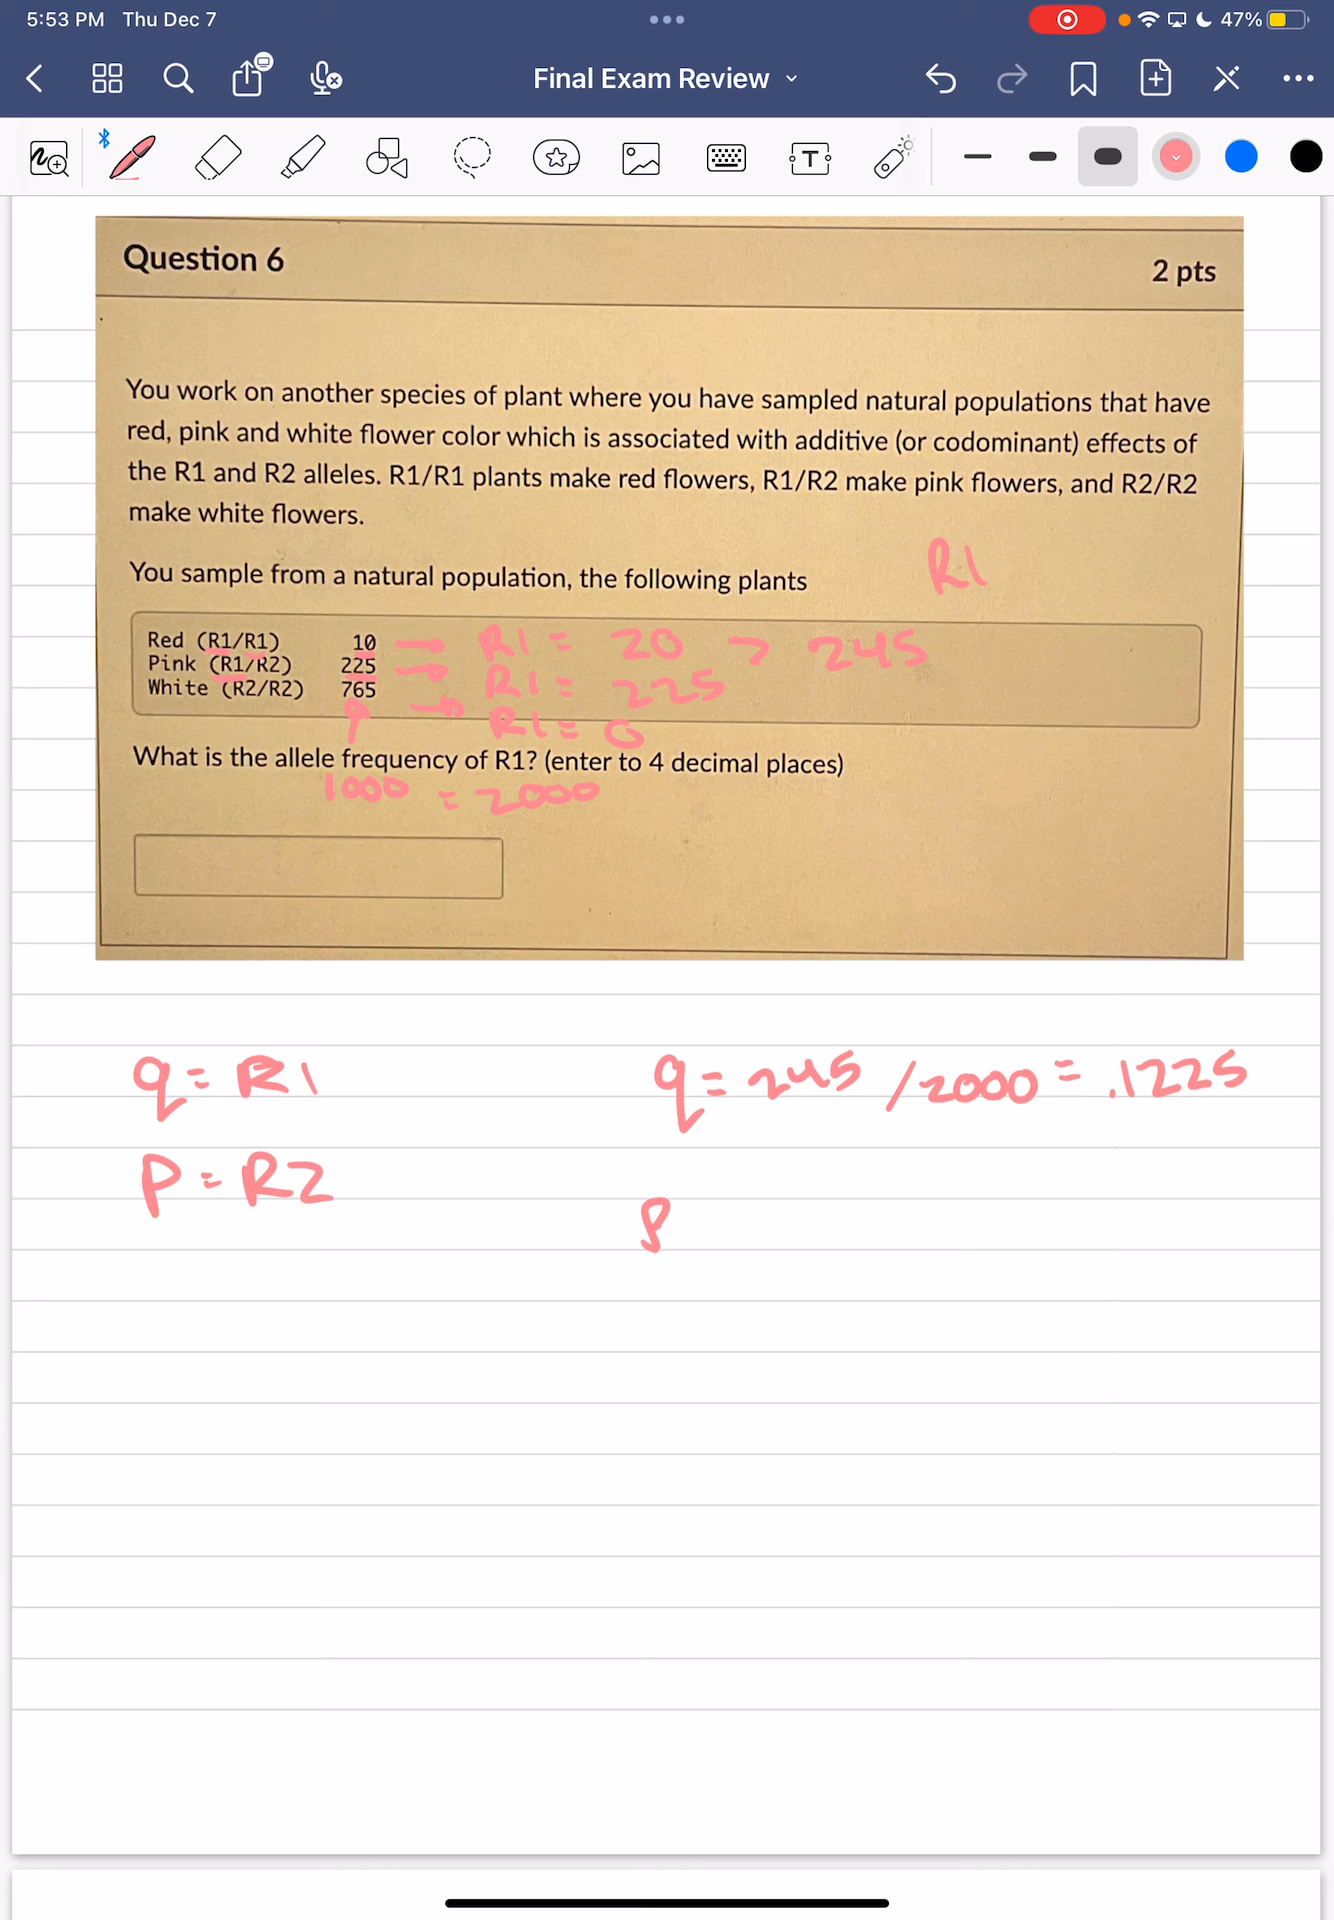 5:53 PM Thu Dec 7
47%
Final Exam Review
T
Question 6
2 pts
You work on another species of plant where you have sampled natural populations that have
red, pink and white flower color which is associated with additive (or codominant) effects of
the R1 and R2 alleles. R1/R1 plants make red flowers, R1/R2 make pink flowers, and R2/R2
make white flowers.
R1
You sample from a natural population, the following plants
Red (R1/R1) 10 → R1 = 20 > 245
Pink (R1/R2) 225 → R1 = 225
White (R2/R2) 765 → R1 = 0
What is the allele frequency of R1? (enter to 4 decimal places)
1000 = 2000
q = R1
q = 245 / 2000 = .1225
P = R2
P